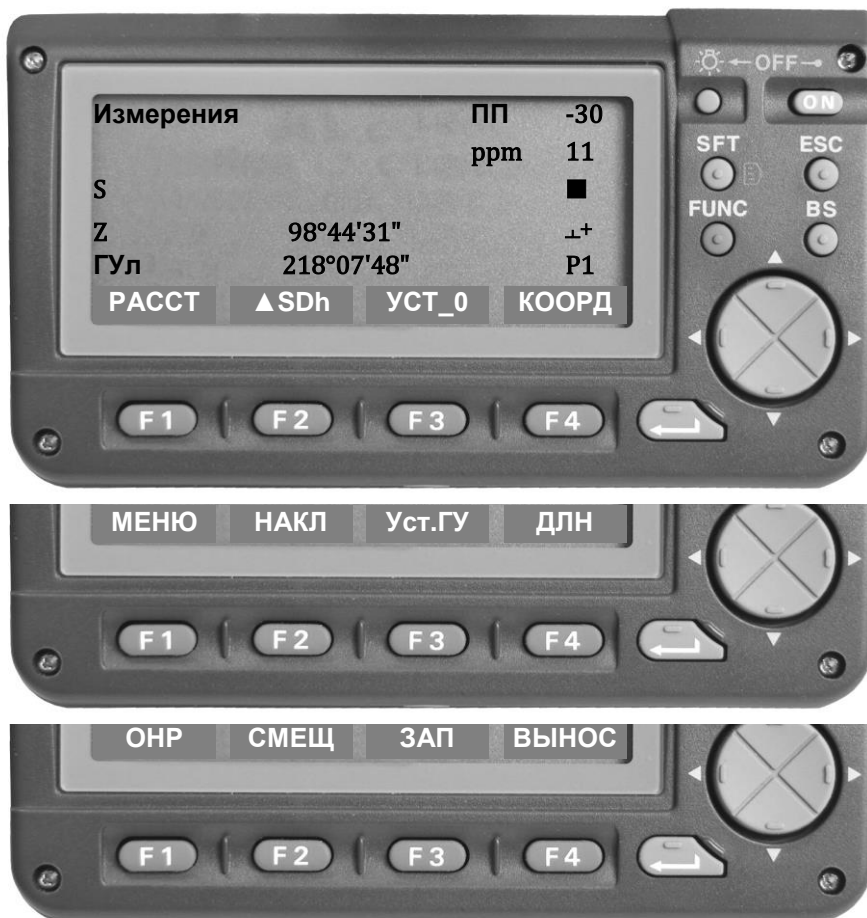 ←OFF→
ON
Измерения ПП -30
ppm 11
SFT ESC
S
FUNC BS
Z 98°44'31" ⊥+
ГУл 218°07'48" P1
РАССТ ▲SDh УСТ_0 КООРД
F1 F2 F3 F4
МЕНЮ НАКЛ Уст.ГУ ДЛН
F1 F2 F3 F4
ОНР СМЕЩ ЗАП ВЫНОС
F1 F2 F3 F4